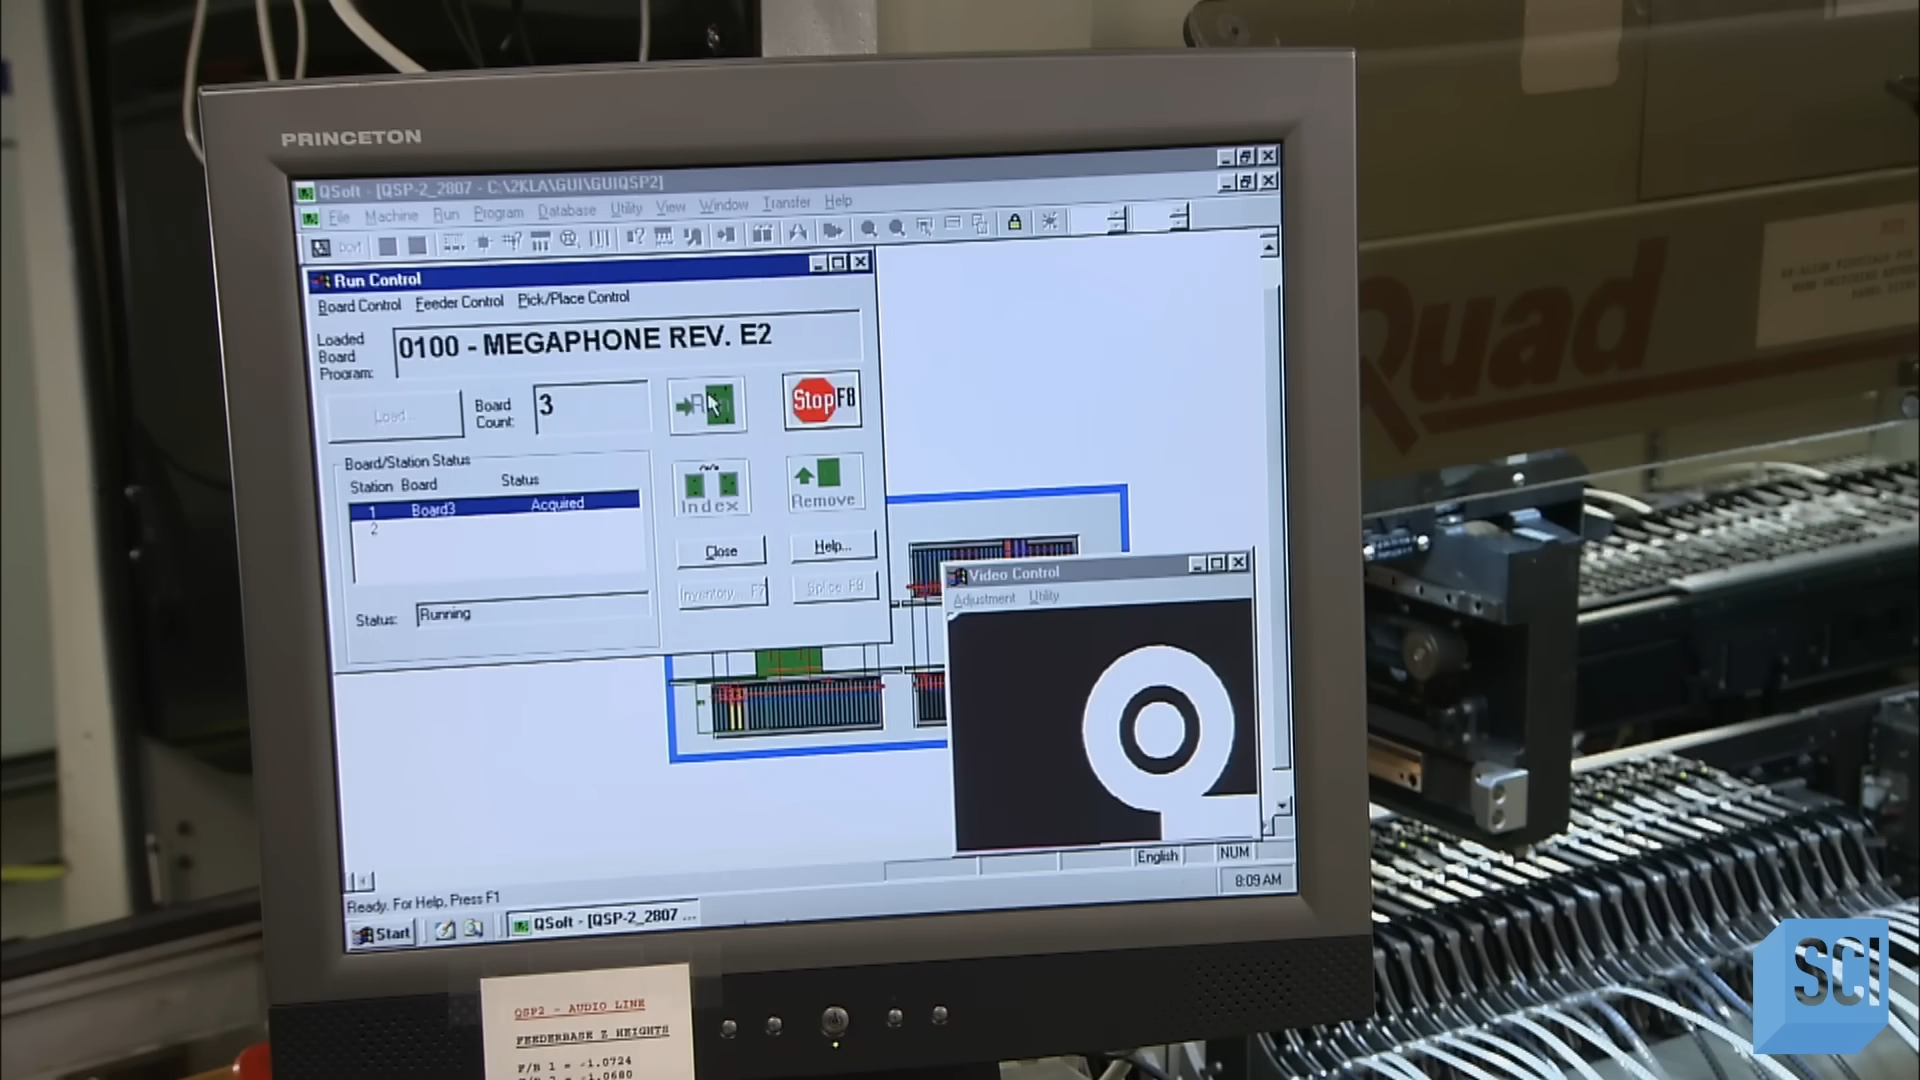 PRINCETON
QSoft - [QSP-2_2807 - C:\2KLA\GUI\GUIQSP2]
File Machine Run Program Database Utility View Window Transfer Help
Run Control
Board Control Feeder Control Pick/Place Control
Loaded Board Program:
0100 - MEGAPHONE REV. E2
Load...
Board Count:
3
Stop F8
Board/Station Status
Station Board Status
1 Board3 Acquired
2
Index
Remove
Close
Help...
Inventory... F7
Splice F9
Status: Running
Video Control
Adjustment Utility
English NUM
Ready. For Help, Press F1
8:09 AM
Start
QSoft - [QSP-2_2807 ...
QSP2 - AUDIO LINE
FEEDERBASE Z HEIGHTS
F/B 1 = -1.0724
Quad
SCI